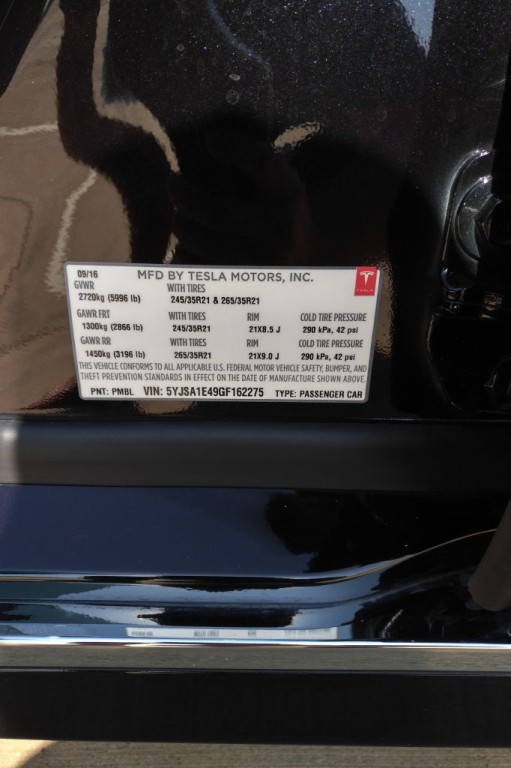 09/16 MFD BY TESLA MOTORS, INC.
GVWR WITH TIRES
2720kg (5996 lb) 245/35R21 & 265/35R21
TESLA
GAWR FRT WITH TIRES RIM COLD TIRE PRESSURE
1300kg (2866 lb) 245/35R21 21X8.5 J 290 kPa, 42 psi
GAWR RR WITH TIRES RIM COLD TIRE PRESSURE
1450kg (3196 lb) 265/35R21 21X9.0 J 290 kPa, 42 psi
THIS VEHICLE CONFORMS TO ALL APPLICABLE U.S. FEDERAL MOTOR VEHICLE SAFETY, BUMPER, AND
THEFT PREVENTION STANDARDS IN EFFECT ON THE DATE OF MANUFACTURE SHOWN ABOVE.
PNT: PMBL VIN: 5YJSA1E49GF162275 TYPE: PASSENGER CAR